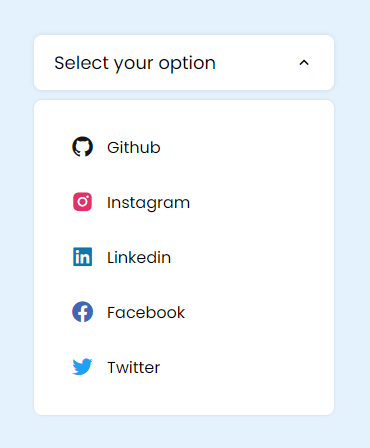 Select your option
Github
Instagram
Linkedin
Facebook
Twitter